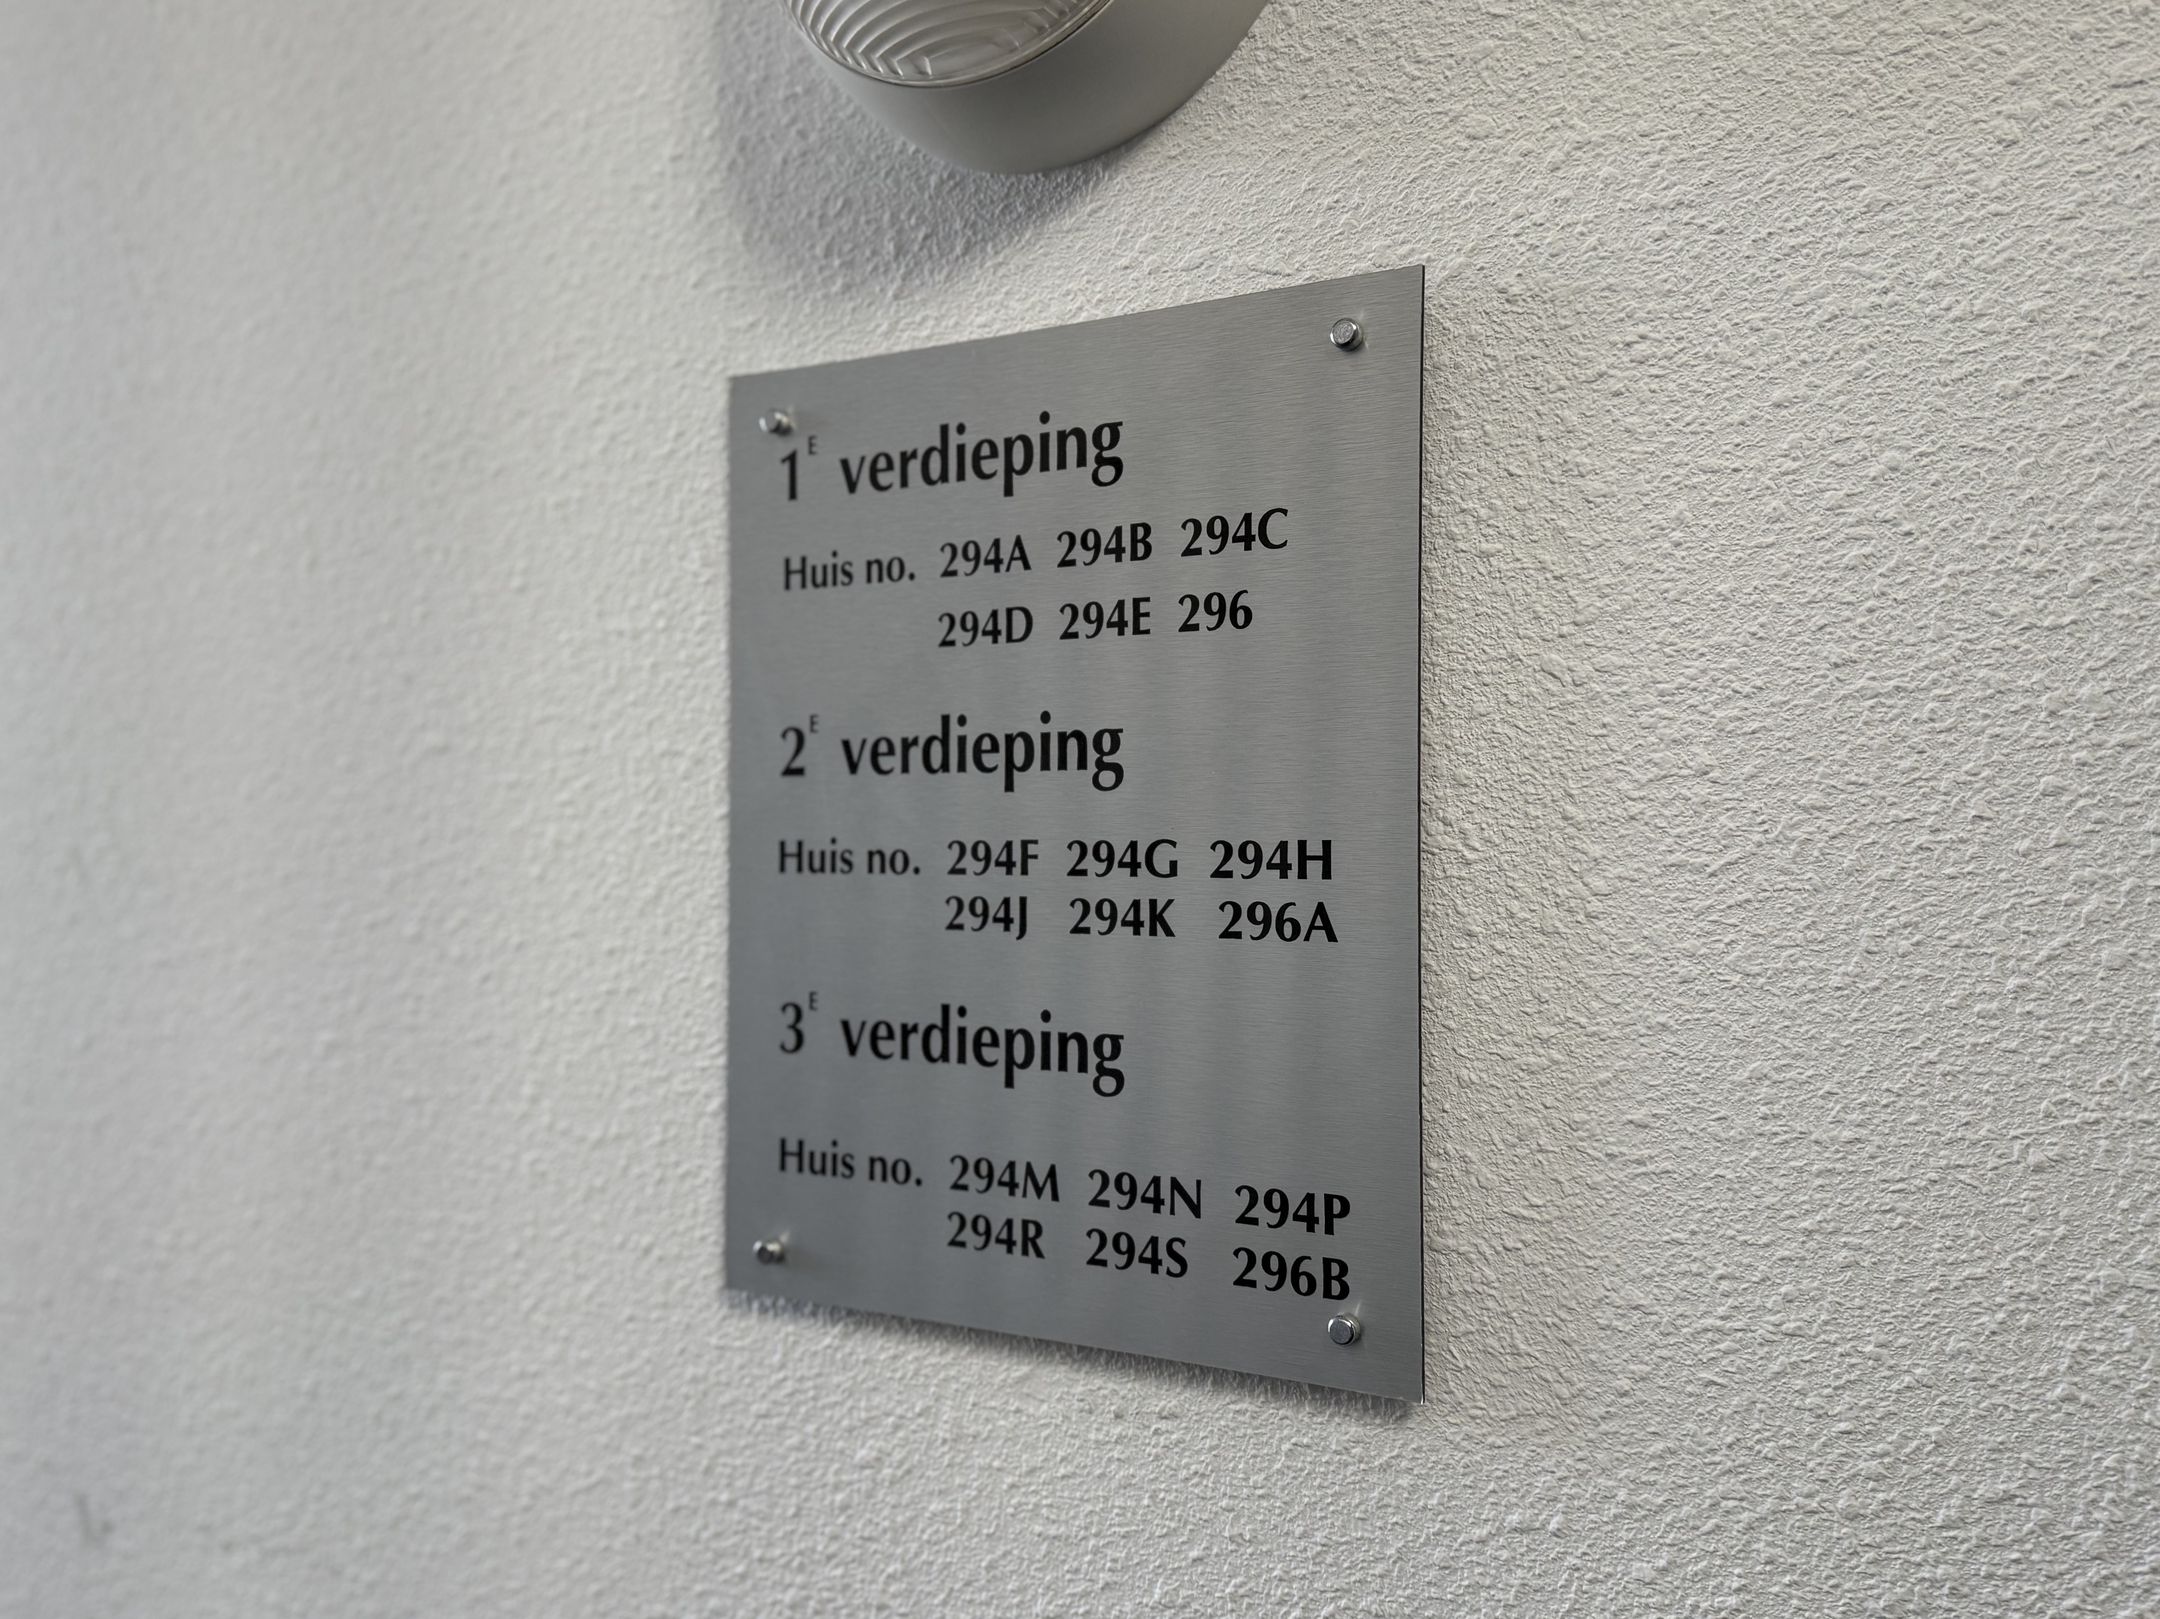 1E verdieping
Huis no. 294A 294B 294C
294D 294E 296
2E verdieping
Huis no. 294F 294G 294H
294J 294K 296A
3E verdieping
Huis no. 294M 294N 294P
294R 294S 296B